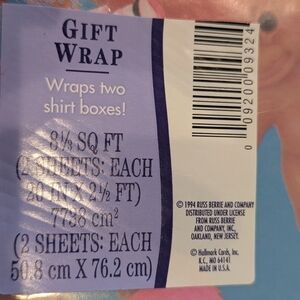 GIFT
WRAP
Wraps two
shirt boxes!
8⅓ SQ FT
(2 SHEETS: EACH
20 IN X 2½ FT)
7738 cm²
(2 SHEETS: EACH
50.8 cm X 76.2 cm)
0 09200 09324
© 1994 RUSS BERRIE AND COMPANY
DISTRIBUTED UNDER LICENSE
FROM RUSS BERRIE
AND COMPANY, INC.,
OAKLAND, NEW JERSEY.
© Hallmark Cards, Inc.
K.C., MO 64141
MADE IN U.S.A.